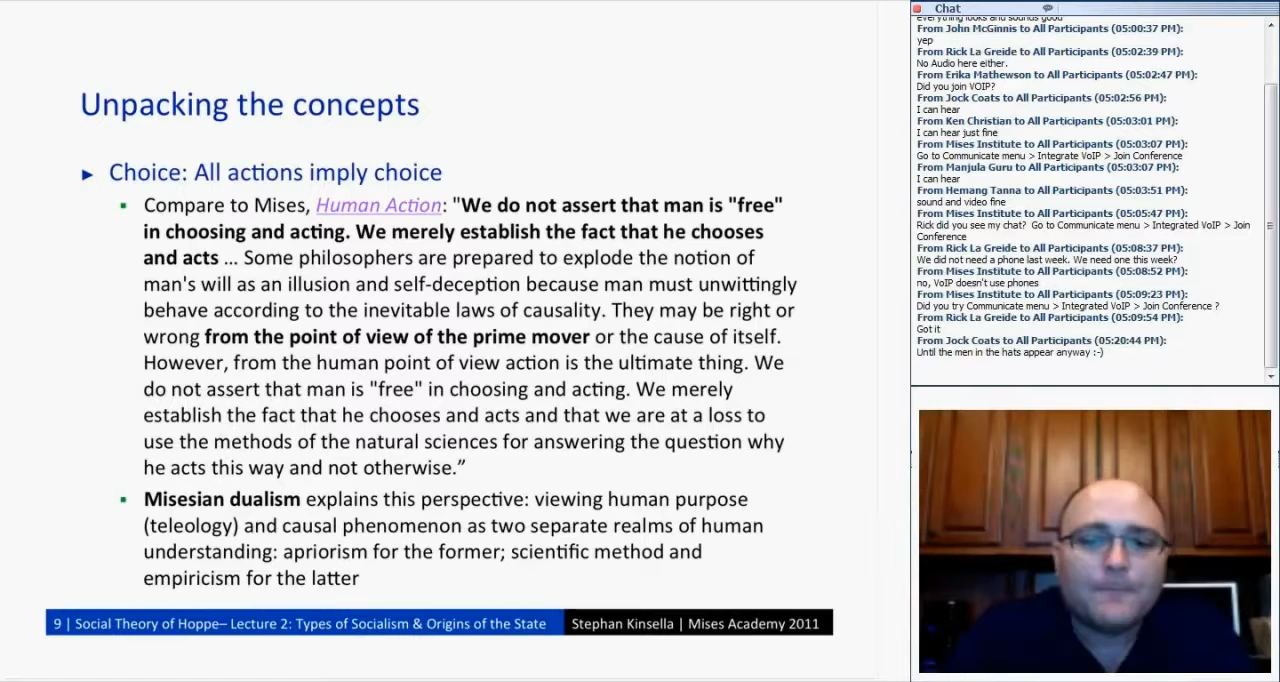 Unpacking the concepts
► Choice: All actions imply choice
▪ Compare to Mises, Human Action: "We do not assert that man is "free"
in choosing and acting. We merely establish the fact that he chooses
and acts ... Some philosophers are prepared to explode the notion of
man's will as an illusion and self-deception because man must unwittingly
behave according to the inevitable laws of causality. They may be right or
wrong from the point of view of the prime mover or the cause of itself.
However, from the human point of view action is the ultimate thing. We
do not assert that man is "free" in choosing and acting. We merely
establish the fact that he chooses and acts and that we are at a loss to
use the methods of the natural sciences for answering the question why
he acts this way and not otherwise.”
▪ Misesian dualism explains this perspective: viewing human purpose
(teleology) and causal phenomenon as two separate realms of human
understanding: apriorism for the former; scientific method and
empiricism for the latter
9 | Social Theory of Hoppe– Lecture 2: Types of Socialism & Origins of the State
Stephan Kinsella | Mises Academy 2011
Chat
everything looks and sounds good
From John McGinnis to All Participants (05:00:37 PM):
yep
From Rick La Greide to All Participants (05:02:39 PM):
No Audio here either.
From Erika Mathewson to All Participants (05:02:47 PM):
Did you join VOIP?
From Jock Coats to All Participants (05:02:56 PM):
I can hear
From Ken Christian to All Participants (05:03:01 PM):
I can hear just fine
From Mises Institute to All Participants (05:03:07 PM):
Go to Communicate menu > Integrate VoIP > Join Conference
From Manjula Guru to All Participants (05:03:07 PM):
I can hear
From Hemang Tanna to All Participants (05:03:51 PM):
sound and video fine
From Mises Institute to All Participants (05:05:47 PM):
Rick did you see my chat? Go to Communicate menu > Integrated VoIP > Join
Conference
From Rick La Greide to All Participants (05:08:37 PM):
We did not need a phone last week. We need one this week?
From Mises Institute to All Participants (05:08:52 PM):
no, VoIP doesn't use phones
From Mises Institute to All Participants (05:09:23 PM):
Did you try Communicate menu > Integrated VoIP > Join Conference ?
From Rick La Greide to All Participants (05:09:54 PM):
Got it
From Jock Coats to All Participants (05:20:44 PM):
Until the men in the hats appear anyway :-)